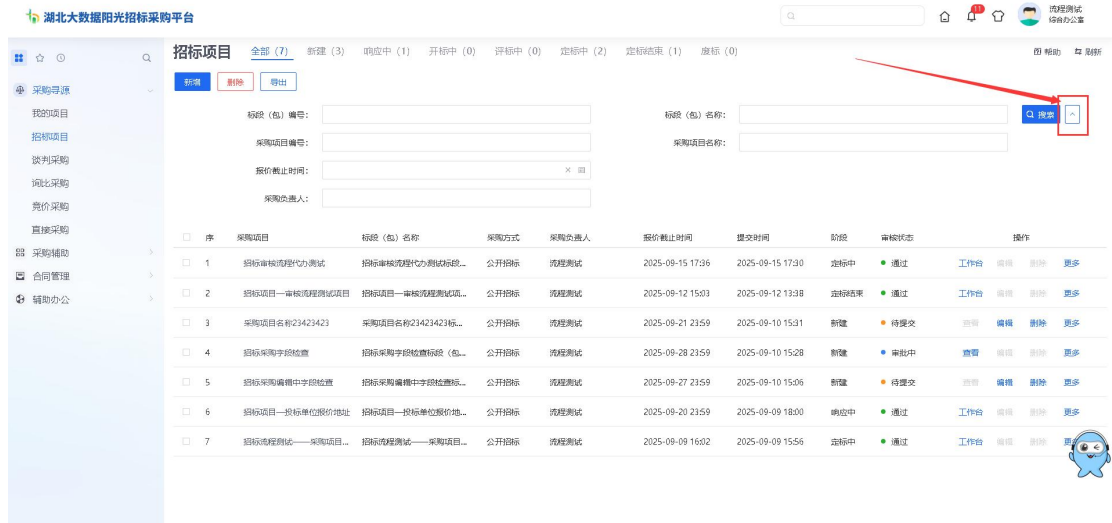 湖北大数据阳光招标采购平台
11
流程测试
综合办公室
招标项目 全部 (7) 新建 (3) 响应中 (1) 开标中 (0) 评标中 (0) 定标中 (2) 定标结束 (1) 废标 (0) 帮助 刷新
新增 删除 导出
采购寻源
我的项目
招标项目
谈判采购
询比采购
竞价采购
直接采购
采购辅助
合同管理
辅助办公
标段（包）编号： 标段（包）名称： 搜索
采购项目编号： 采购项目名称：
报价截止时间：
采购负责人：
序 采购项目 标段（包）名称 采购方式 采购负责人 报价截止时间 提交时间 阶段 审核状态 操作
1 招标审核流程代办测试 招标审核流程代办测试标段... 公开招标 流程测试 2025-09-15 17:36 2025-09-15 17:30 定标中 通过 工作台 编辑 删除 更多
2 招标项目一审核流程测试项目 招标项目一审核流程测试项... 公开招标 流程测试 2025-09-12 15:03 2025-09-12 13:38 定标结束 通过 工作台 编辑 删除 更多
3 采购项目名称23423423 采购项目名称23423423标... 公开招标 流程测试 2025-09-21 23:59 2025-09-10 15:31 新建 待提交 查看 编辑 删除 更多
4 招标采购字段检查 招标采购字段检查标段（包... 公开招标 流程测试 2025-09-28 23:59 2025-09-10 15:28 新建 审批中 查看 编辑 删除 更多
5 招标采购编辑中字段检查 招标采购编辑中字段检查标... 公开招标 流程测试 2025-09-27 23:59 2025-09-10 15:06 新建 待提交 查看 编辑 删除 更多
6 招标项目—投标单位报价地址 招标项目—投标单位报价地... 公开招标 流程测试 2025-09-20 23:59 2025-09-09 18:00 响应中 通过 工作台 编辑 删除 更多
7 招标流程测试——采购项目... 招标流程测试——采购项目... 公开招标 流程测试 2025-09-09 16:02 2025-09-09 15:56 定标中 通过 工作台 编辑 删除